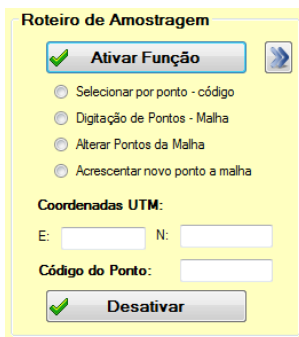 Roteiro de Amostragem
Ativar Função
Selecionar por ponto - código
Digitação de Pontos - Malha
Alterar Pontos da Malha
Acrescentar novo ponto a malha
Coordenadas UTM:
E: N:
Código do Ponto:
Desativar